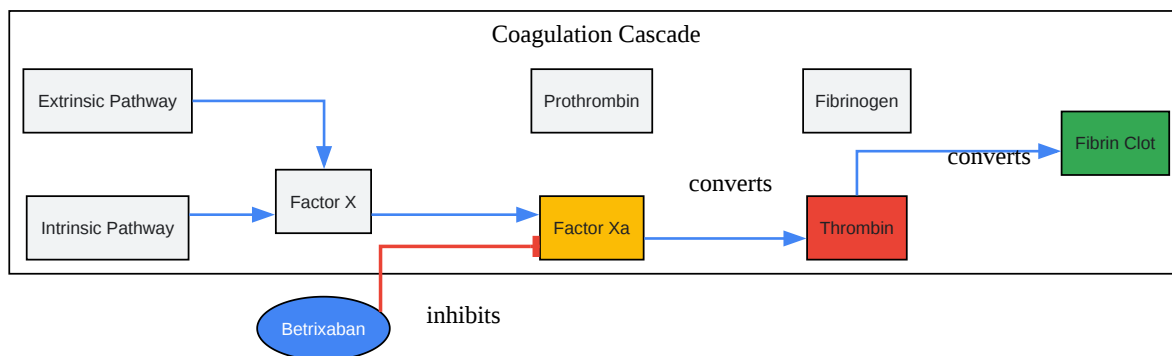 Coagulation Cascade
Extrinsic Pathway
Prothrombin
Fibrinogen
Fibrin Clot
converts
converts
Factor X
Intrinsic Pathway
Factor Xa
Thrombin
inhibits
Betrixaban